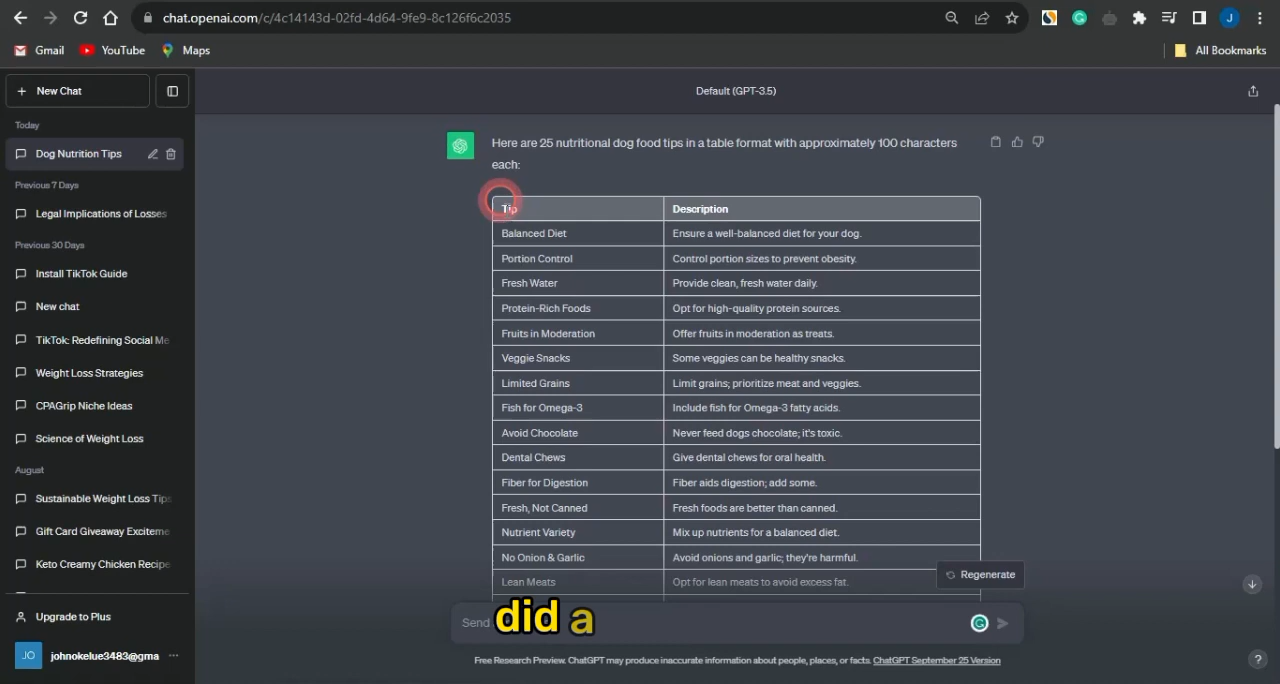 chat.openai.com/c/4c14143d-02fd-4d64-9fe9-8c126f6c2035
J
Gmail
YouTube
Maps
All Bookmarks
New Chat
Today
Dog Nutrition Tips
Previous 7 Days
Legal Implications of Losses
Previous 30 Days
Install TikTok Guide
New chat
TikTok: Redefining Social Me
Weight Loss Strategies
CPAGrip Niche Ideas
Science of Weight Loss
August
Sustainable Weight Loss Tips
Gift Card Giveaway Exciteme
Keto Creamy Chicken Recipe
Upgrade to Plus
JO johnokelue3483@gma
Default (GPT-3.5)
Here are 25 nutritional dog food tips in a table format with approximately 100 characters
each:
Tip Description
Balanced Diet Ensure a well-balanced diet for your dog.
Portion Control Control portion sizes to prevent obesity.
Fresh Water Provide clean, fresh water daily.
Protein-Rich Foods Opt for high-quality protein sources.
Fruits in Moderation Offer fruits in moderation as treats.
Veggie Snacks Some veggies can be healthy snacks.
Limited Grains Limit grains; prioritize meat and veggies.
Fish for Omega-3 Include fish for Omega-3 fatty acids.
Avoid Chocolate Never feed dogs chocolate; it's toxic.
Dental Chews Give dental chews for oral health.
Fiber for Digestion Fiber aids digestion; add some.
Fresh, Not Canned Fresh foods are better than canned.
Nutrient Variety Mix up nutrients for a balanced diet.
No Onion & Garlic Avoid onions and garlic; they're harmful.
Lean Meats Opt for lean meats to avoid excess fat.
Regenerate
Send
did a
Free Research Preview. ChatGPT may produce inaccurate information about people, places, or facts. ChatGPT September 25 Version
?